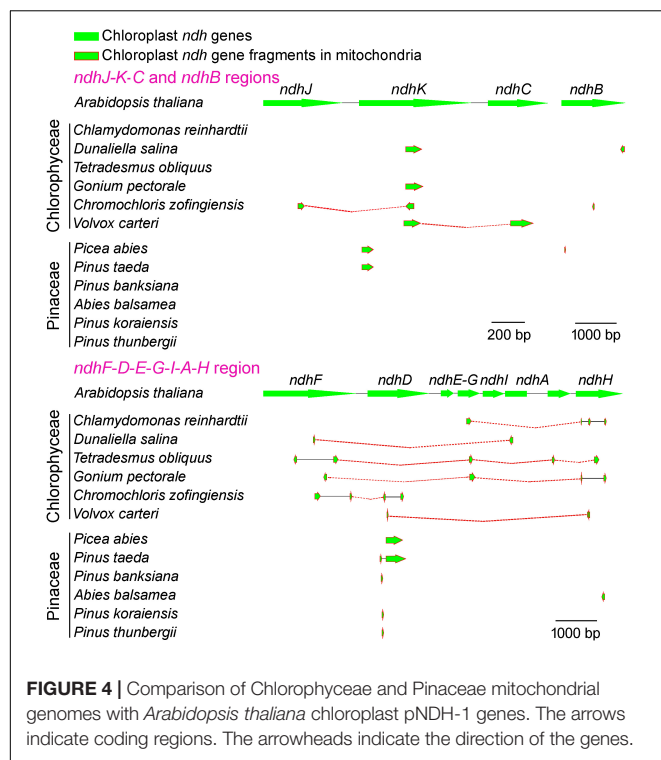 Chloroplast ndh genes
Chloroplast ndh gene fragments in mitochondria
ndhJ-K-C and ndhB regions
ndhJ ndhK ndhC ndhB
Arabidopsis thaliana
Chlorophyceae
Chlamydomonas reinhardtii
Dunaliella salina
Tetradesmus obliquus
Gonium pectorale
Chromochloris zofingiensis
Volvox carteri
Pinaceae
Picea abies
Pinus taeda
Pinus banksiana
Abies balsamea
Pinus koraiensis
Pinus thunbergii
200 bp 1000 bp
ndhF-D-E-G-I-A-H region
ndhF ndhD ndhE-G ndhI ndhA ndhH
Arabidopsis thaliana
Chlorophyceae
Chlamydomonas reinhardtii
Dunaliella salina
Tetradesmus obliquus
Gonium pectorale
Chromochloris zofingiensis
Volvox carteri
Pinaceae
Picea abies
Pinus taeda
Pinus banksiana
Abies balsamea
Pinus koraiensis
Pinus thunbergii
1000 bp
FIGURE 4 | Comparison of Chlorophyceae and Pinaceae mitochondrial
genomes with Arabidopsis thaliana chloroplast pNDH-1 genes. The arrows
indicate coding regions. The arrowheads indicate the direction of the genes.